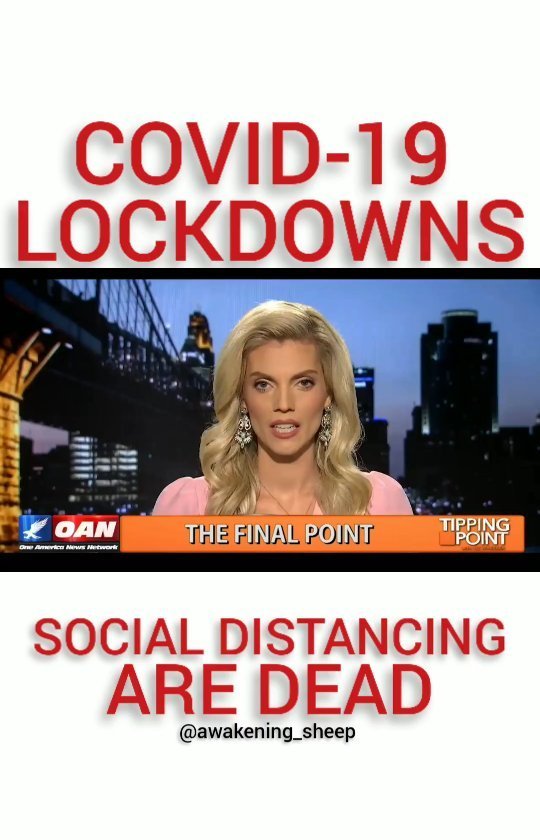 COVID-19
LOCKDOWNS
OAN
One America News Network
THE FINAL POINT
TIPPING
POINT
SOCIAL DISTANCING
ARE DEAD
@awakening_sheep